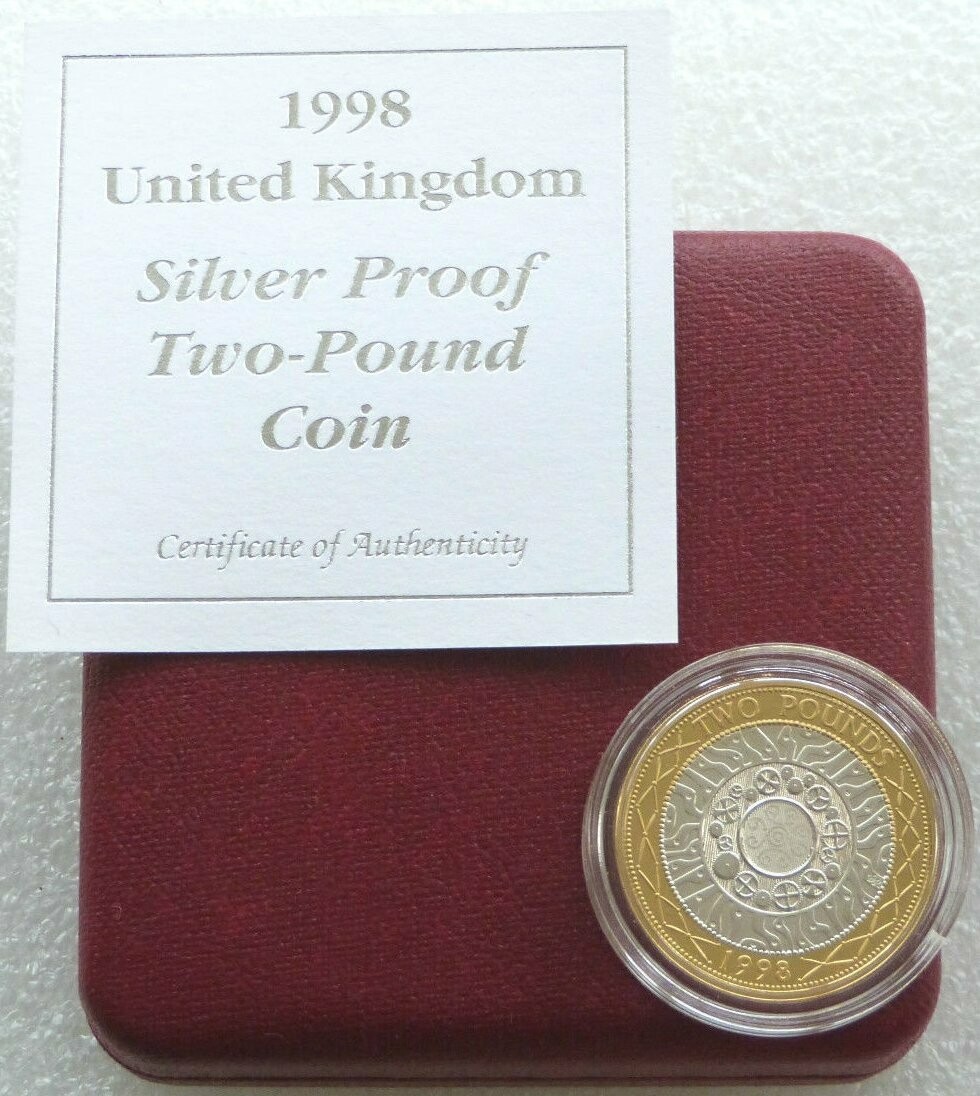 1998
United Kingdom
Silver Proof
Two-Pound
Coin
Certificate of Authenticity
TWO POUNDS
1998